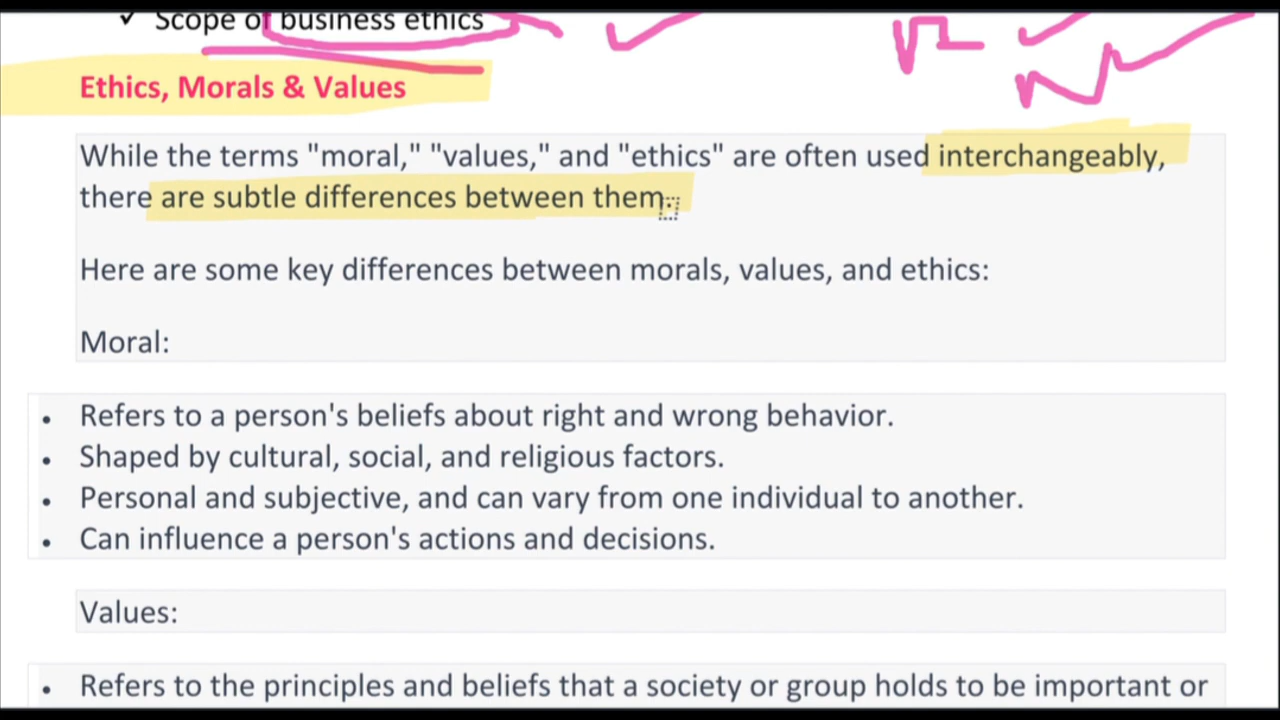 ✓ Scope of business ethics
Ethics, Morals & Values
While the terms "moral," "values," and "ethics" are often used interchangeably,
there are subtle differences between them.
Here are some key differences between morals, values, and ethics:
Moral:
• Refers to a person's beliefs about right and wrong behavior.
• Shaped by cultural, social, and religious factors.
• Personal and subjective, and can vary from one individual to another.
• Can influence a person's actions and decisions.
Values:
• Refers to the principles and beliefs that a society or group holds to be important or